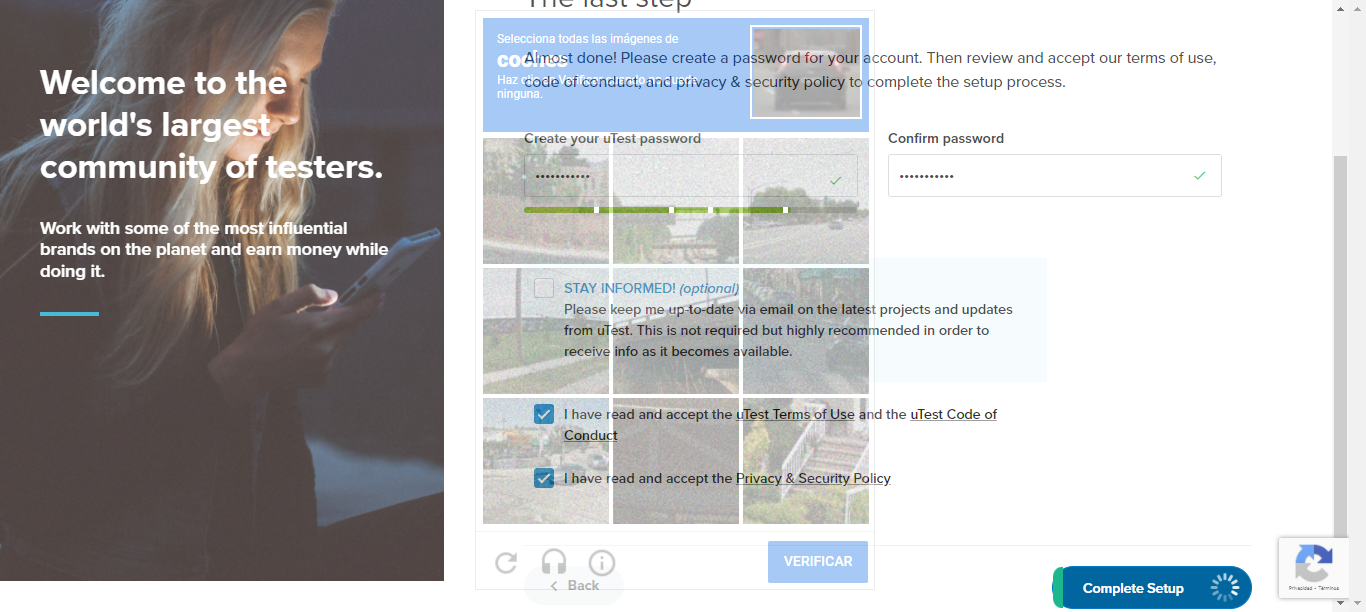 The last step
Welcome to the
world's largest
community of testers.
Work with some of the most influential
brands on the planet and earn money while
doing it.
Selecciona todas las imágenes de
coches
Haz clic en Verificar cuando no quede
ninguna.
Almost done! Please create a password for your account. Then review and accept our terms of use,
code of conduct, and privacy & security policy to complete the setup process.
Create your uTest password
Confirm password
STAY INFORMED! (optional)
Please keep me up-to-date via email on the latest projects and updates
from uTest. This is not required but highly recommended in order to
receive info as it becomes available.
I have read and accept the uTest Terms of Use and the uTest Code of
Conduct
I have read and accept the Privacy & Security Policy
VERIFICAR
Back
Complete Setup
Privacidad - Términos